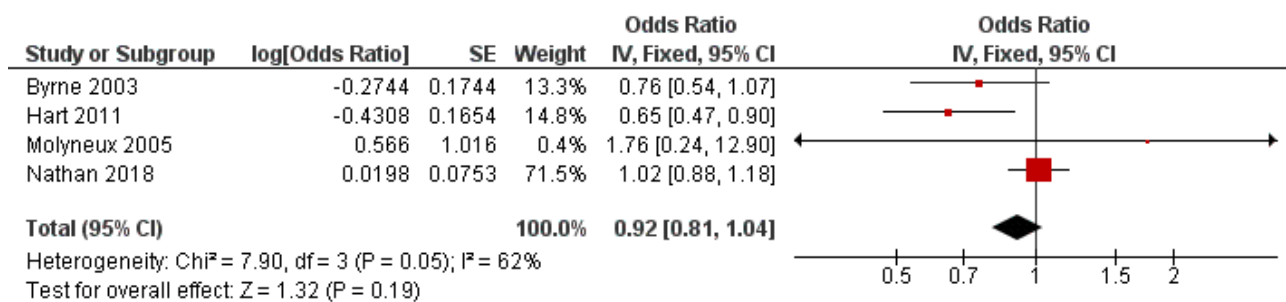 Odds Ratio Odds Ratio
Study or Subgroup log[Odds Ratio] SE Weight IV, Fixed, 95% CI IV, Fixed, 95% CI
Byrne 2003 -0.2744 0.1744 13.3% 0.76 [0.54, 1.07]
Hart 2011 -0.4308 0.1654 14.8% 0.65 [0.47, 0.90]
Molyneux 2005 0.566 1.016 0.4% 1.76 [0.24, 12.90]
Nathan 2018 0.0198 0.0753 71.5% 1.02 [0.88, 1.18]
Total (95% CI) 100.0% 0.92 [0.81, 1.04]
Heterogeneity: Chi² = 7.90, df = 3 (P = 0.05); I² = 62%
Test for overall effect: Z = 1.32 (P = 0.19)
0.5 0.7 1 1.5 2